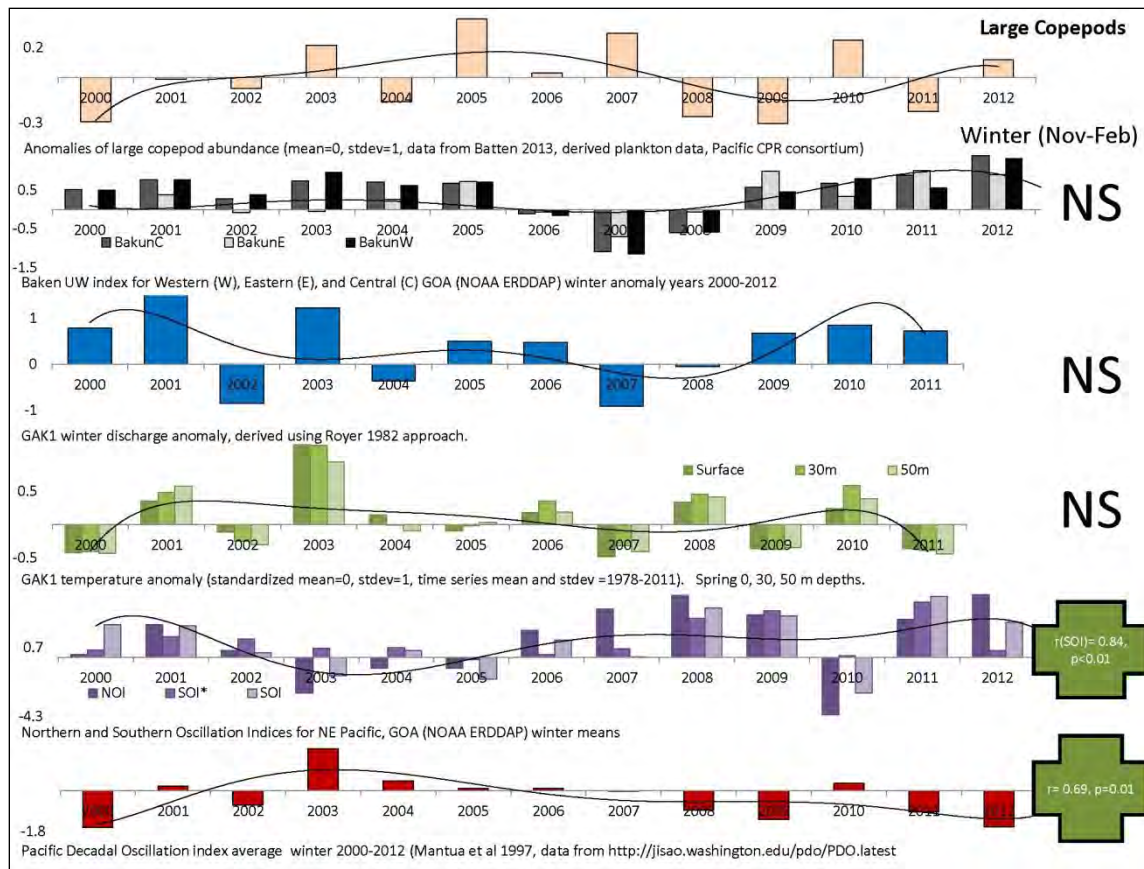 Large Copepods
0.2
2000 2001 2002 2003 2004 2005 2006 2007 2008 2009 2010 2011 2012
-0.3
Winter (Nov-Feb)
Anomalies of large copepod abundance (mean=0, stdev=1, data from Batten 2013, derived plankton data, Pacific CPR consortium)
0.5
NS
-0.5
2000 2001 2002 2003 2004 2005 2006 2007 2008 2009 2010 2011 2012
BakunC BakunE BakunW
-1.5
Baken UW index for Western (W), Eastern (E), and Central (C) GOA (NOAA ERDDAP) winter anomaly years 2000-2012
1
0
2000 2001 2002 2003 2004 2005 2006 2007 2008 2009 2010 2011
NS
-1
GAK1 winter discharge anomaly, derived using Royer 1982 approach.
Surface 30m 50m
0.5
NS
2000 2001 2002 2003 2004 2005 2006 2007 2008 2009 2010 2011
-0.5
GAK1 temperature anomaly (standardized mean=0, stdev=1, time series mean and stdev =1978-2011). Spring 0, 30, 50 m depths.
0.7
r(SOI)= 0.84,
p<0.01
2000 2001 2002 2003 2004 2005 2006 2007 2008 2009 2010 2011 2012
NOI SOI* SOI
-4.3
Northern and Southern Oscillation Indices for NE Pacific, GOA (NOAA ERDDAP) winter means
r= 0.69, p=0.01
2000 2001 2002 2003 2004 2005 2006 2007 2008 2009 2010 2011 2012
-1.8
Pacific Decadal Oscillation index average winter 2000-2012 (Mantua et al 1997, data from http://jisao.washington.edu/pdo/PDO.latest